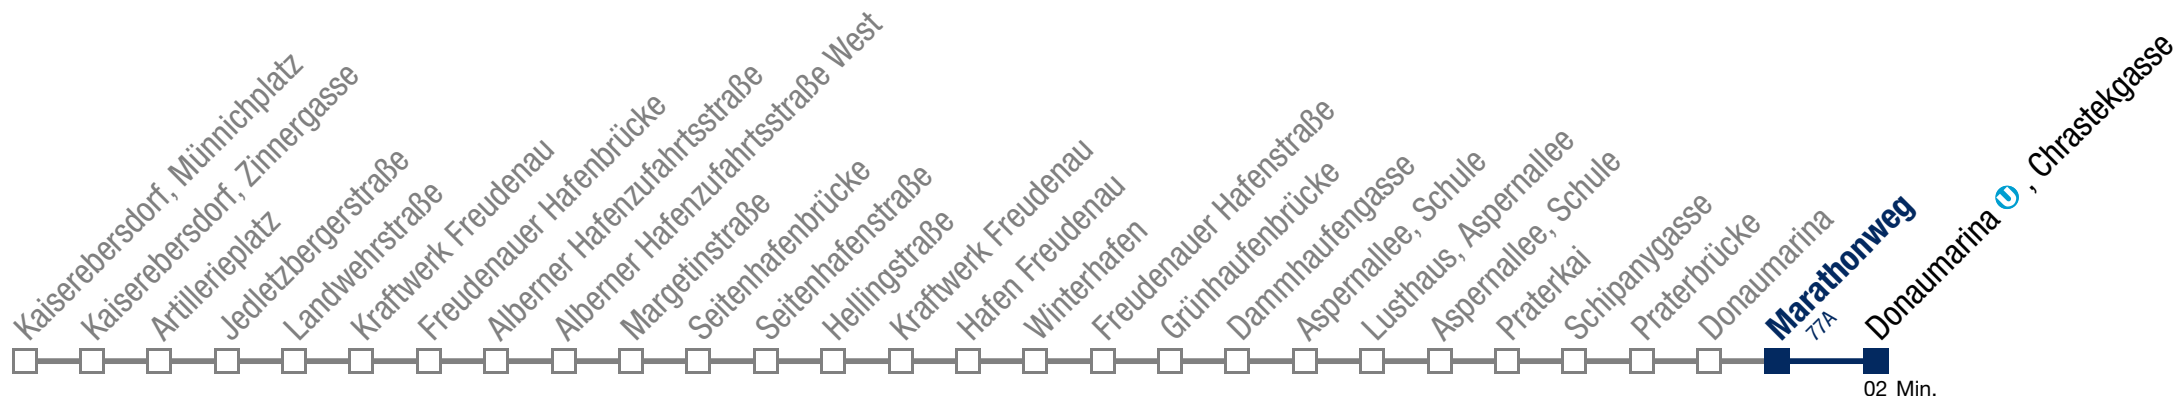 Kaiserebersdorf, Münnichplatz
Kaiserebersdorf, Zinnergasse
Artillerieplatz
Jedletzbergerstraße
Landwehrstraße
Kraftwerk Freudenau
Freudenauer Hafenbrücke
Alberner Hafenzufahrtsstraße
Alberner Hafenzufahrtsstraße West
Margetinstraße
Seitenhafenbrücke
Seitenhafenstraße
Hellingstraße
Kraftwerk Freudenau
Hafen Freudenau
Winterhafen
Freudenauer Hafenstraße
Grünhaufenbrücke
Dammhaufengasse
Aspernallee, Schule
Lusthaus, Aspernallee
Aspernallee, Schule
Praterkai
Schipanygasse
Praterbrücke
Donaumarina
Marathonweg
77A
Donaumarina U, Chrastekgasse
02 Min.